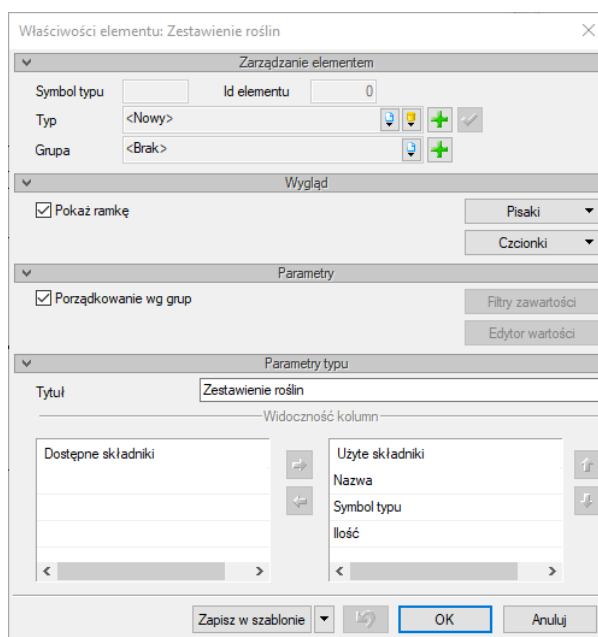 Właściwości elementu: Zestawienie roślin
Zarządzanie elementem
Symbol typu
Id elementu 0
Typ <Nowy>
Grupa <Brak>
Wygląd
Pokaż ramkę
Pisaki
Czcionki
Parametry
Porządkowanie wg grup
Filtry zawartości
Edytor wartości
Parametry typu
Tytuł Zestawienie roślin
Widoczność kolumn
Dostępne składniki
Użyte składniki
Nazwa
Symbol typu
Ilość
Zapisz w szablonie
OK
Anuluj